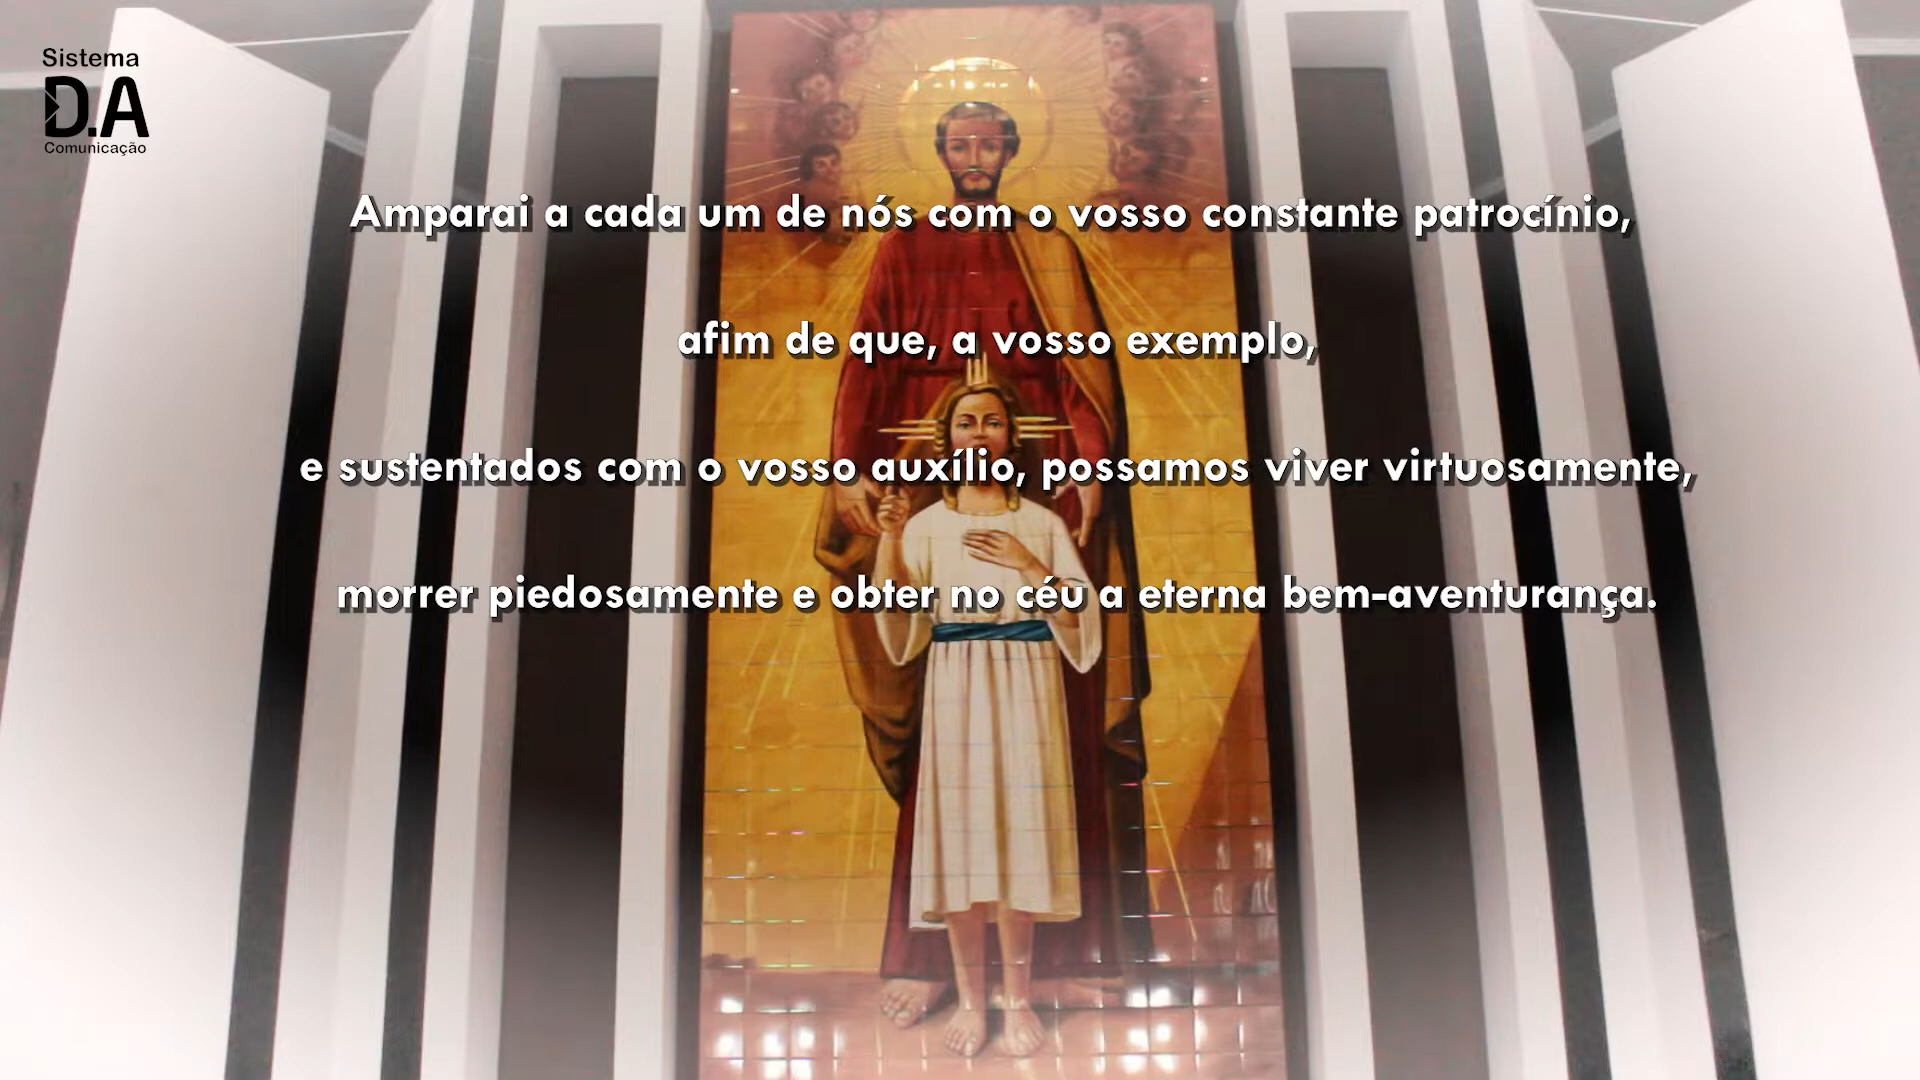 Sistema
D.A
Comunicação
Amparai a cada um de nós com o vosso constante patrocínio,
afim de que, a vosso exemplo,
e sustentados com o vosso auxílio, possamos viver virtuosamente,
morrer piedosamente e obter no céu a eterna bem-aventurança.